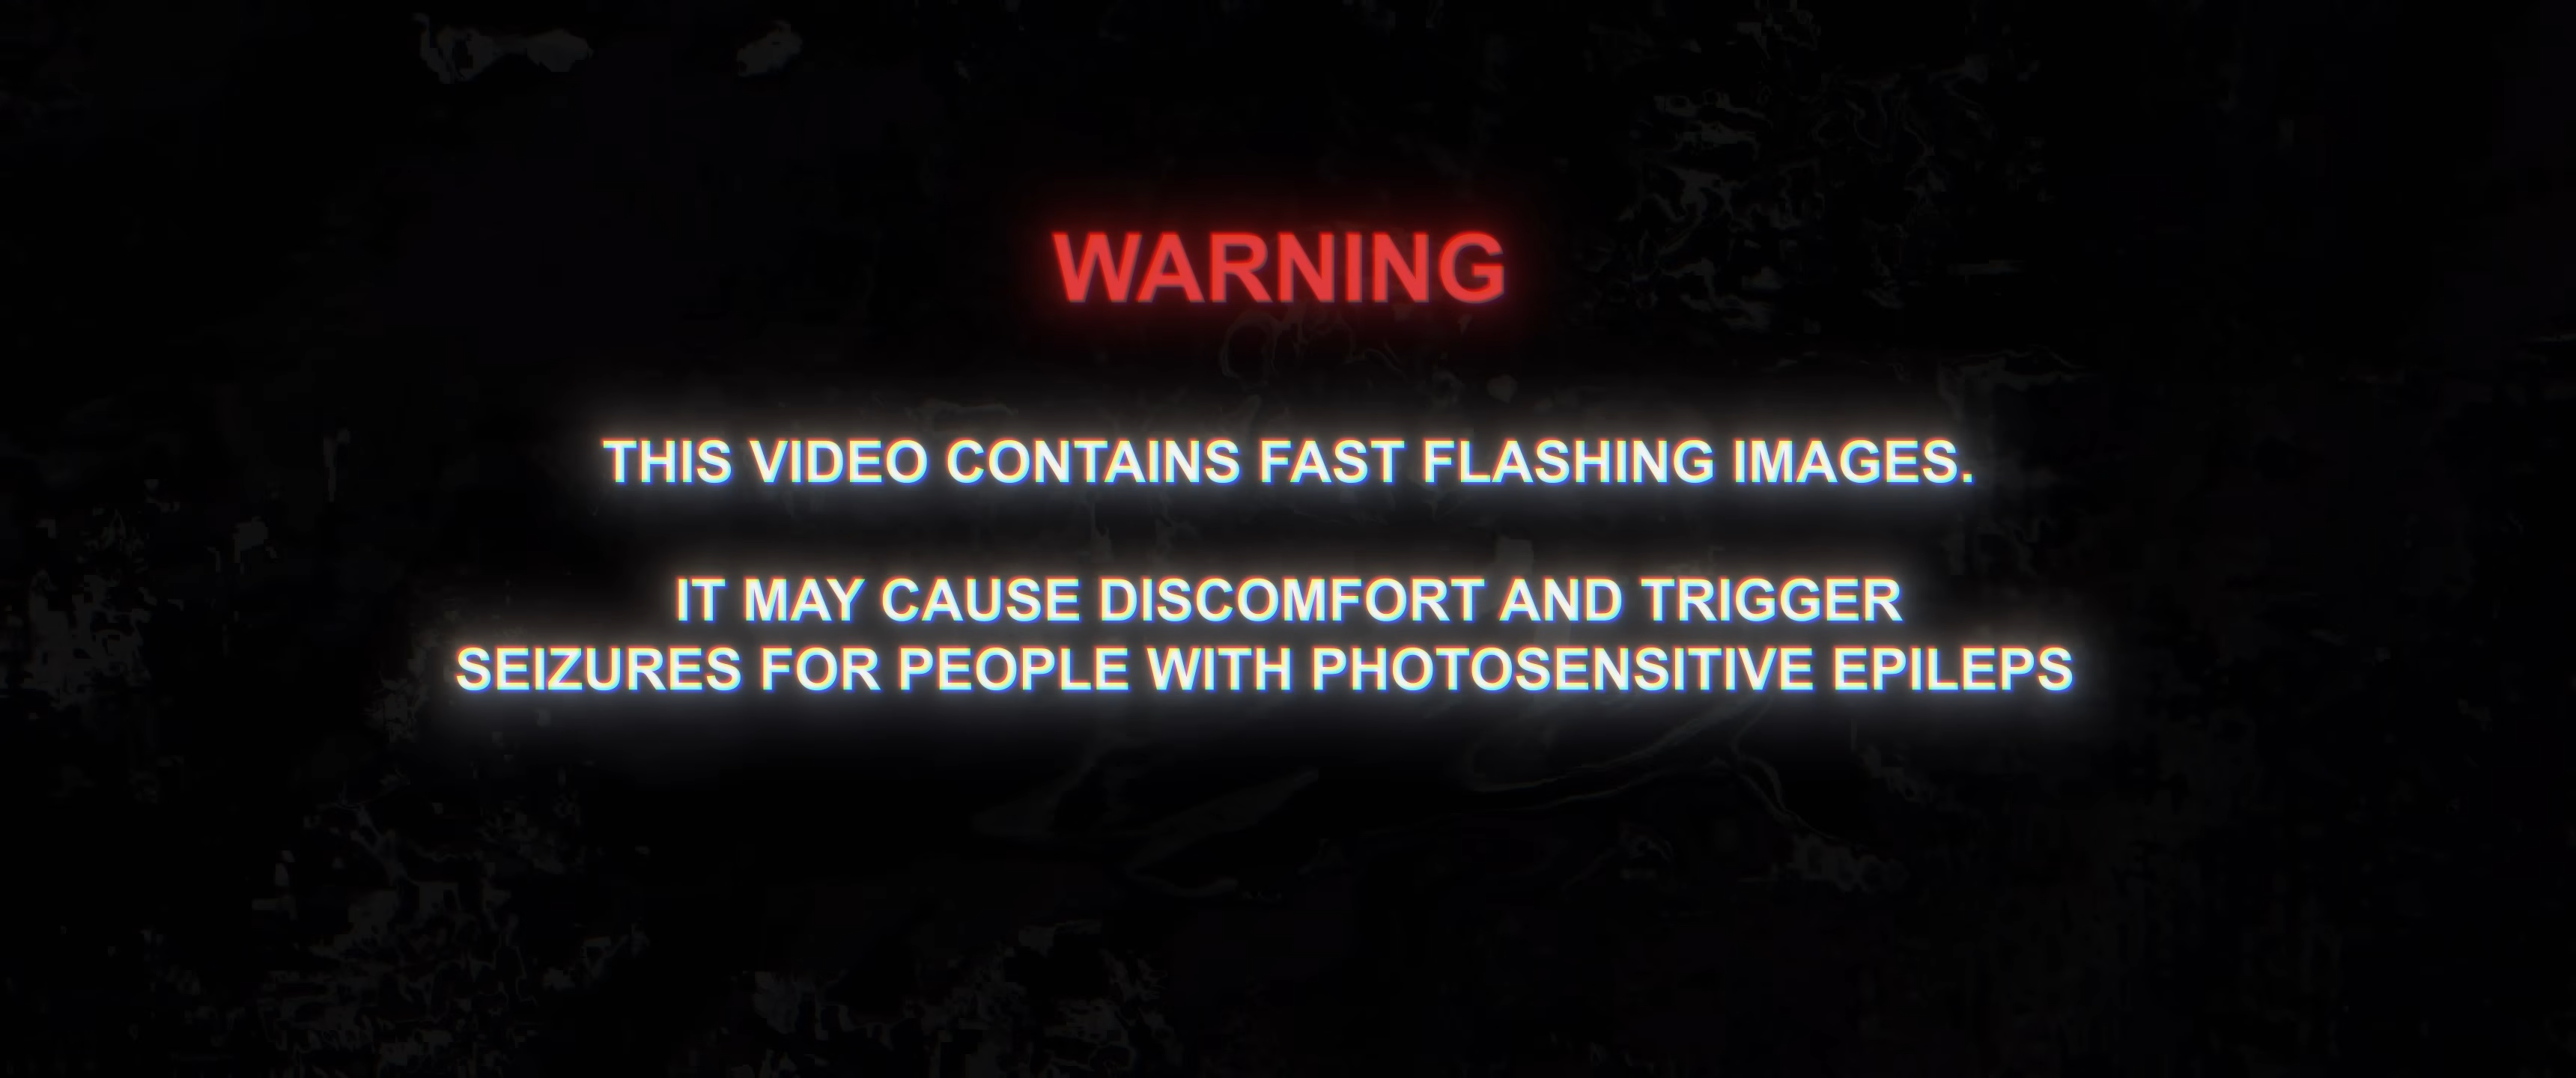 WARNING
THIS VIDEO CONTAINS FAST FLASHING IMAGES.
IT MAY CAUSE DISCOMFORT AND TRIGGER
SEIZURES FOR PEOPLE WITH PHOTOSENSITIVE EPILEPS